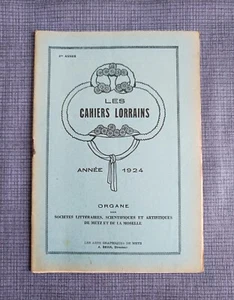 LES
CAHIERS LORRAINS
ANNÉE 1924
ORGANE
DES
SOCIÉTÉS LITTÉRAIRES, SCIENTIFIQUES ET ARTISTIQUES
DE METZ ET DE LA MOSELLE